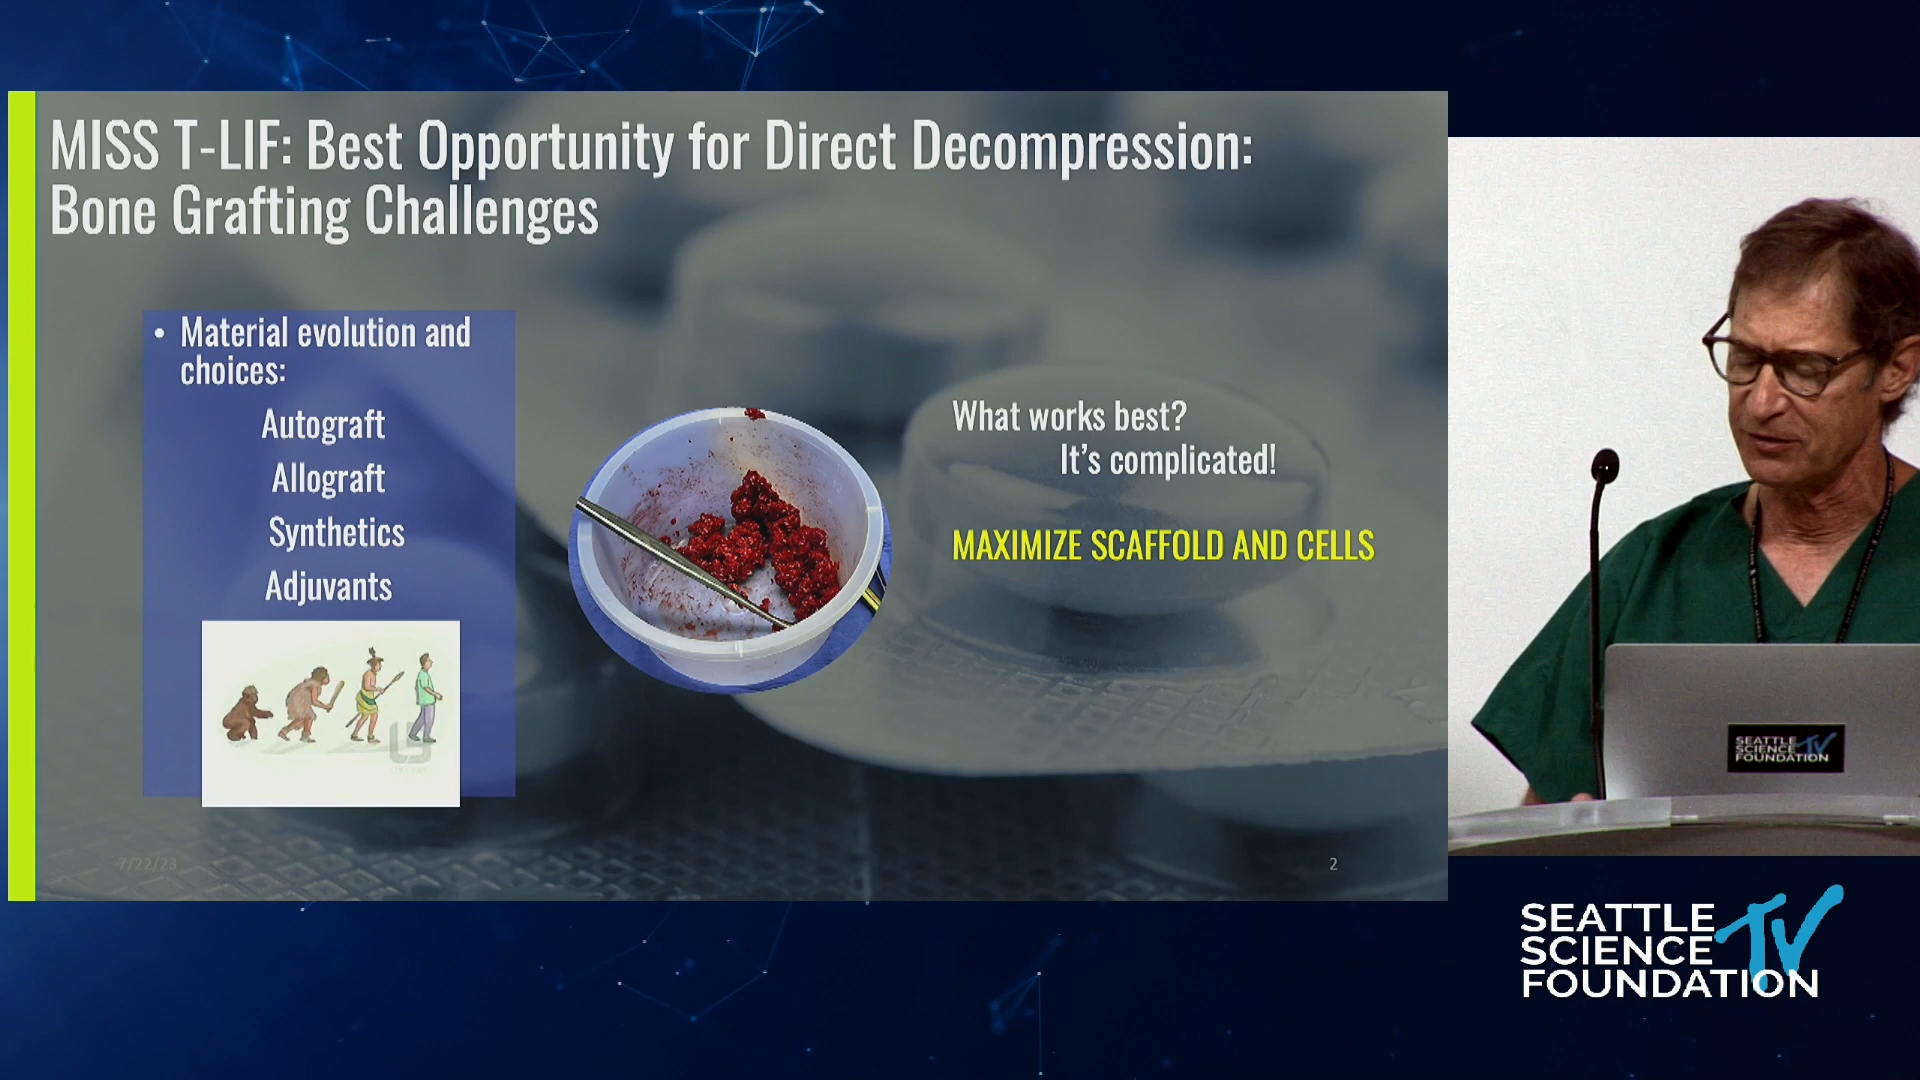 MISS T-LIF: Best Opportunity for Direct Decompression:
Bone Grafting Challenges
• Material evolution and
choices:
Autograft
Allograft
Synthetics
Adjuvants
What works best?
It's complicated!
MAXIMIZE SCAFFOLD AND CELLS
7/22/23
2
SEATTLE
SCIENCE TV
FOUNDATION
SEATTLE
SCIENCE TV
FOUNDATION